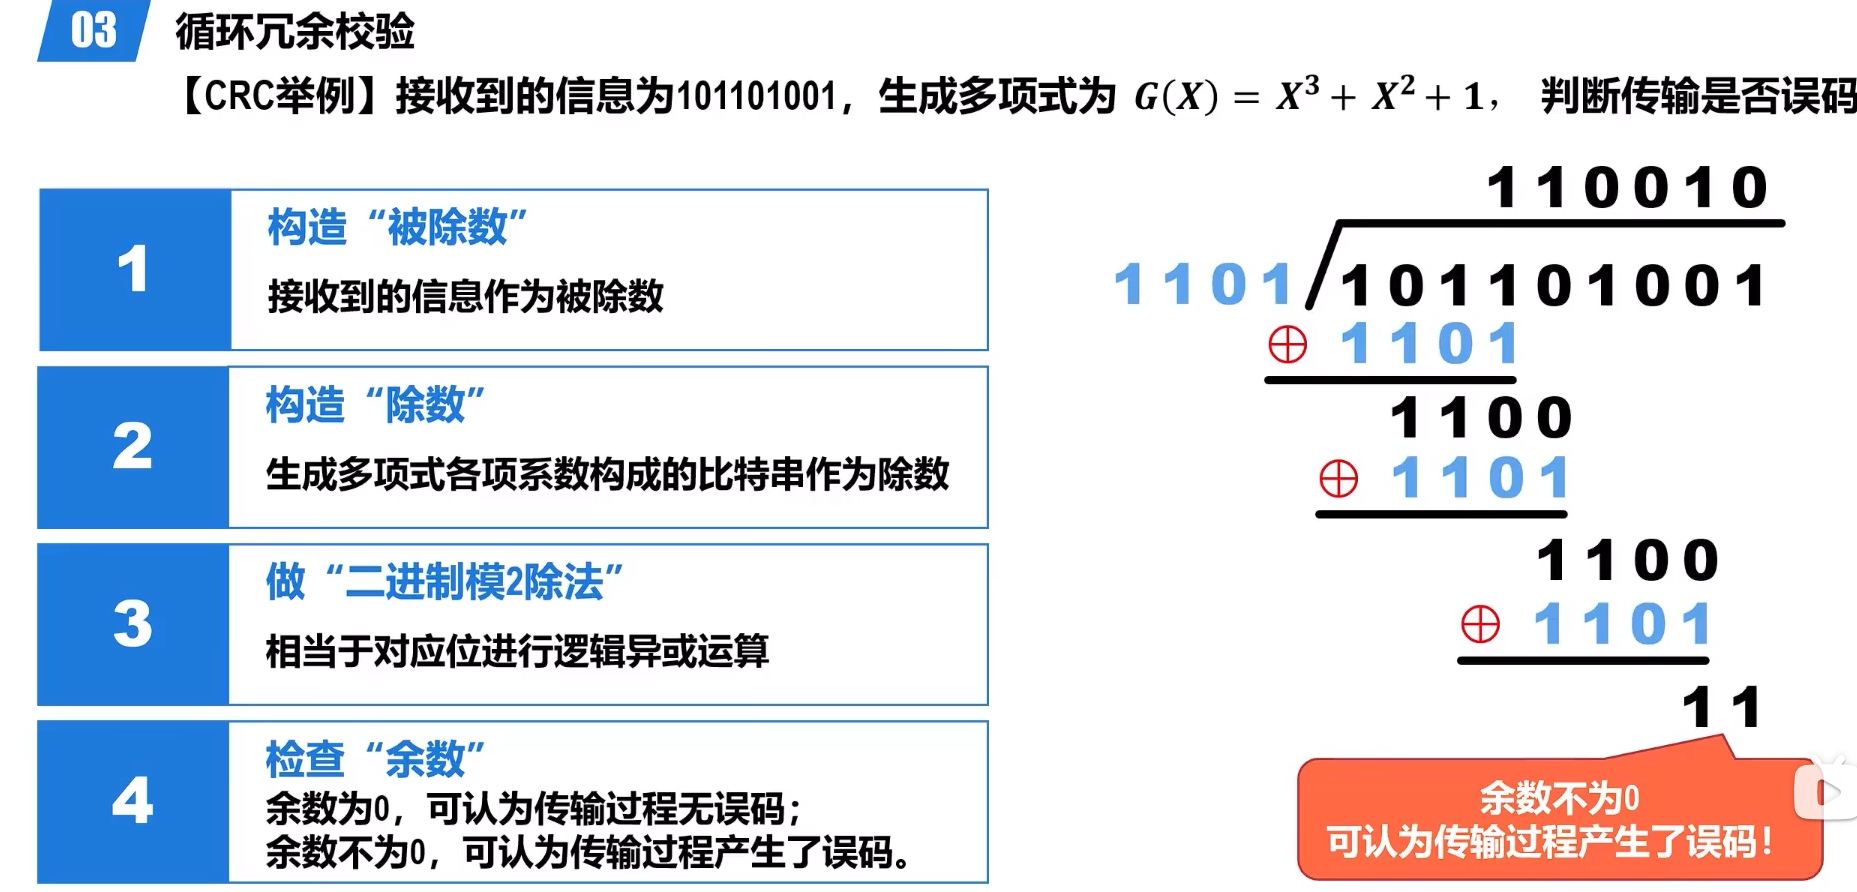 03 循环冗余校验
【CRC举例】接收到的信息为101101001，生成多项式为 G(X) = X³ + X² + 1， 判断传输是否误码
1
构造“被除数”
接收到的信息作为被除数
2
构造“除数”
生成多项式各项系数构成的比特串作为除数
3
做“二进制模2除法”
相当于对应位进行逻辑异或运算
4
检查“余数”
余数为0，可认为传输过程无误码；
余数不为0，可认为传输过程产生了误码。
110010
1101 101101001
⊕ 1101
1100
⊕ 1101
1100
⊕ 1101
11
余数不为0
可认为传输过程产生了误码！